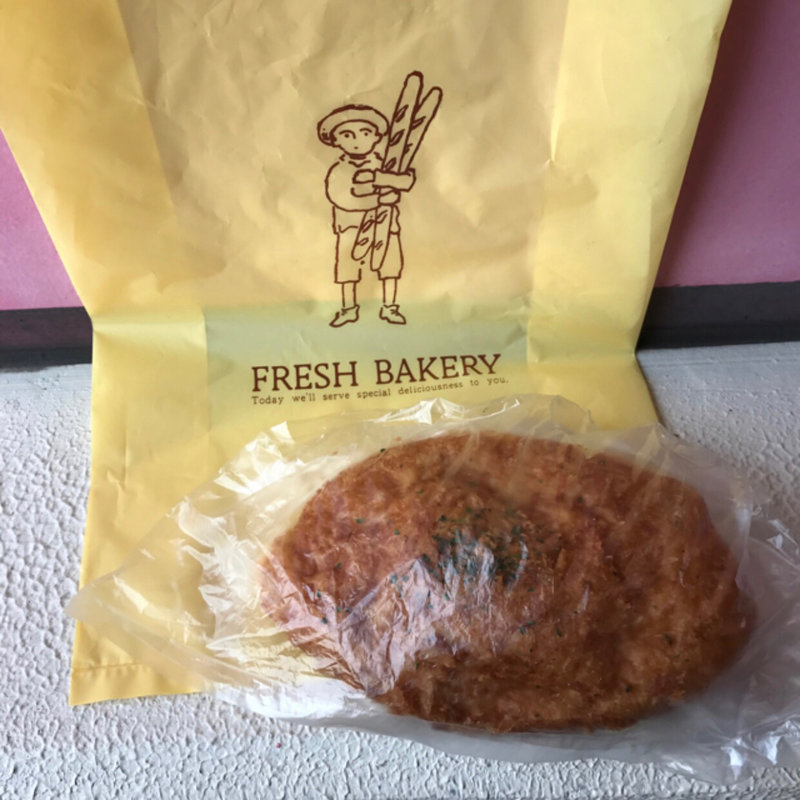 FRESH BAKERY
Today we'll serve special deliciousness to you.